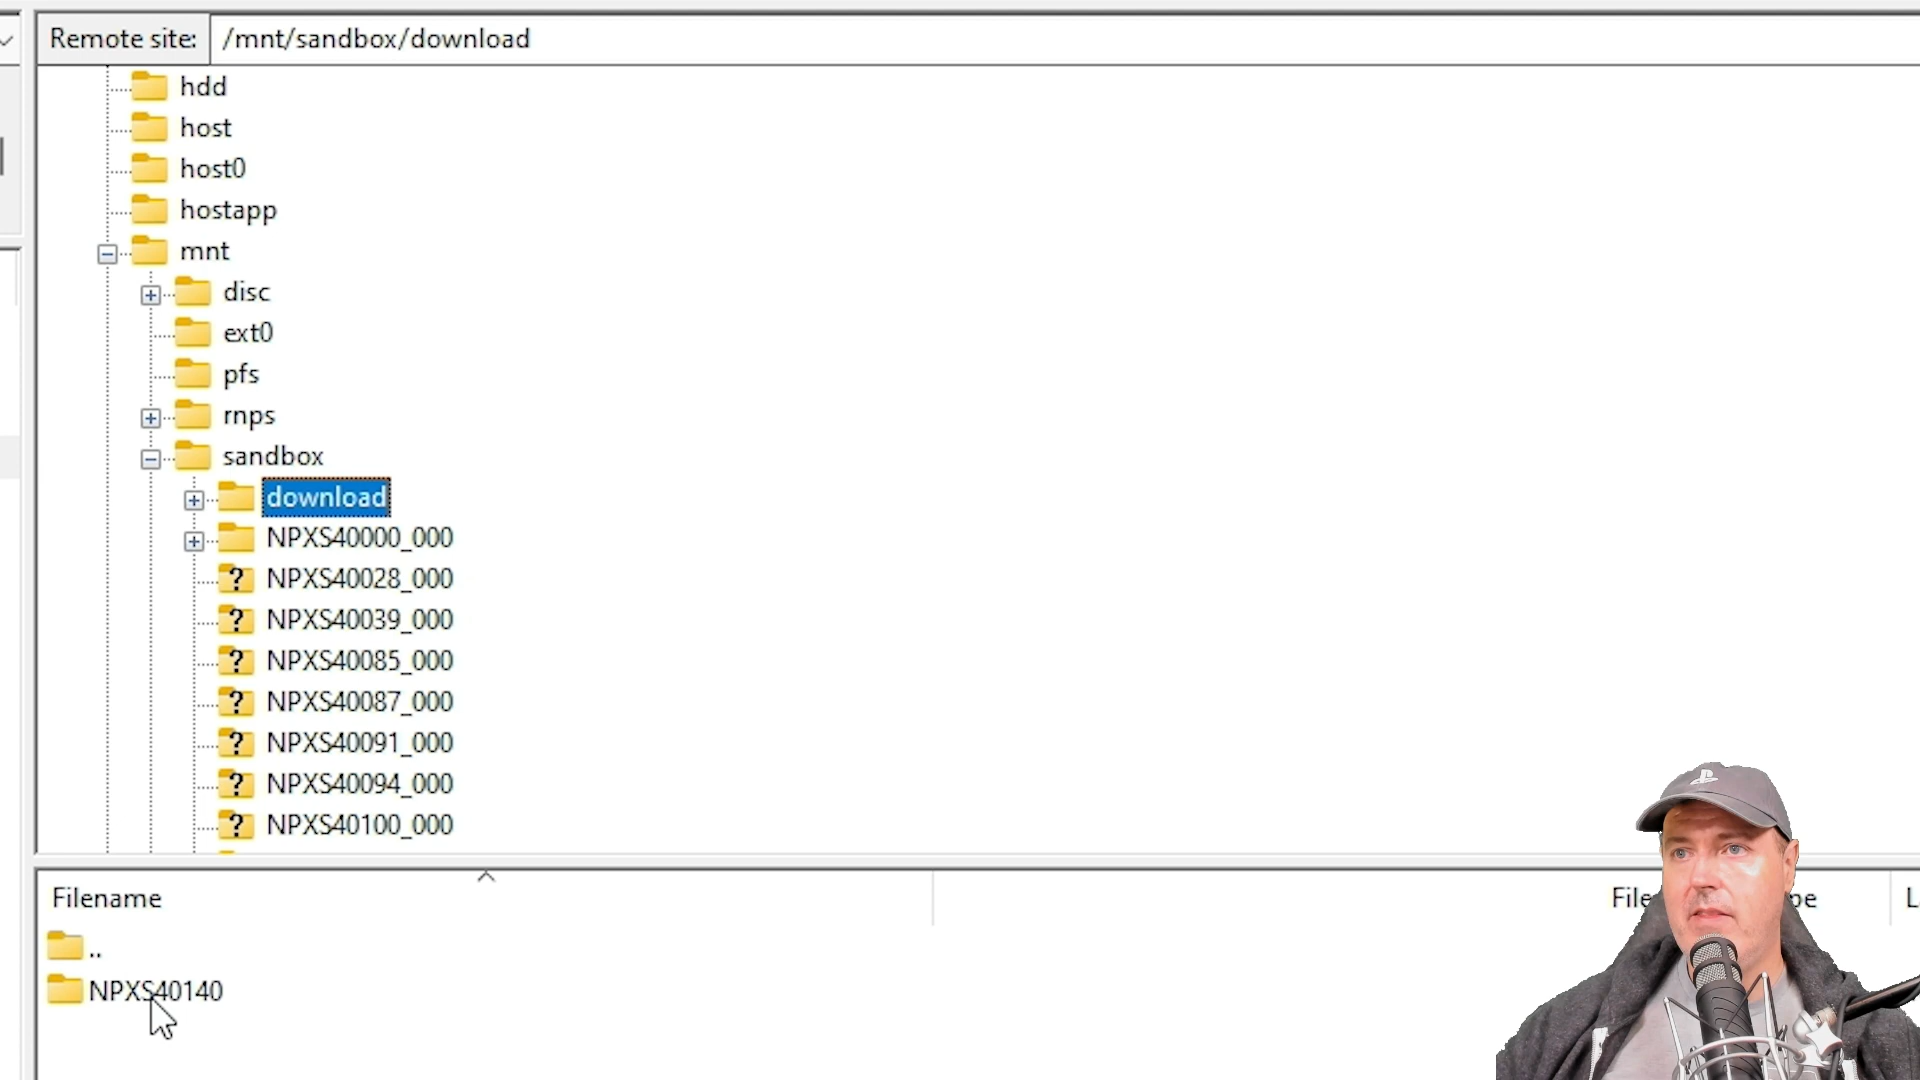 Remote site: /mnt/sandbox/download
hdd
host
host0
hostapp
mnt
disc
ext0
pfs
rnps
sandbox
download
NPXS40000_000
NPXS40028_000
NPXS40039_000
NPXS40085_000
NPXS40087_000
NPXS40091_000
NPXS40094_000
NPXS40100_000
Filename
..
NPXS40140